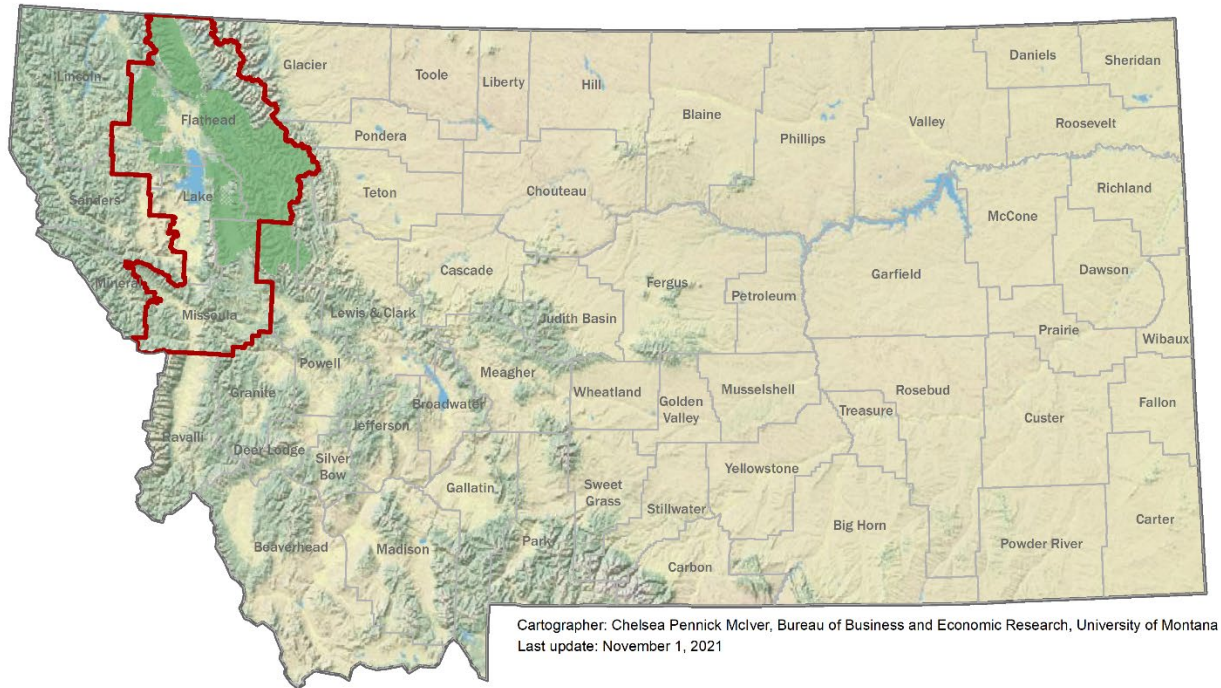 Glacier
Toole
Liberty
Hill
Blaine
Phillips
Valley
Daniels
Sheridan
Roosevelt
Lincoln
Flathead
Pondera
Teton
Chouteau
Richland
McCone
Sanders
Lake
Cascade
Fergus
Petroleum
Garfield
Dawson
Mineral
Missoula
Lewis & Clark
Judith Basin
Prairie
Wibaux
Powell
Meagher
Wheatland
Golden
Valley
Musselshell
Rosebud
Treasure
Custer
Fallon
Granite
Broadwater
Jefferson
Ravalli
Deer Lodge
Silver
Bow
Gallatin
Sweet
Grass
Stillwater
Yellowstone
Big Horn
Carter
Beaverhead
Madison
Park
Carbon
Powder River
Cartographer: Chelsea Pennick McIver, Bureau of Business and Economic Research, University of Montana
Last update: November 1, 2021